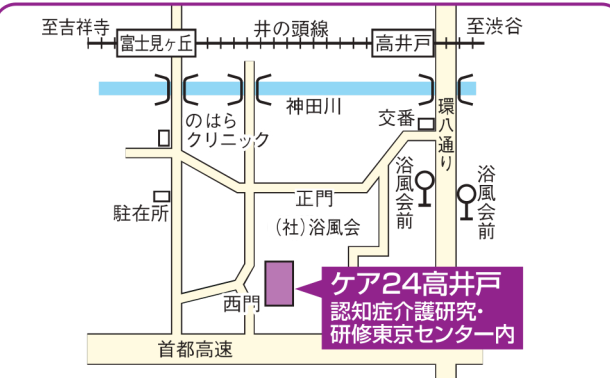 至吉祥寺
富士見ヶ丘
井の頭線
高井戸
至渋谷
神田川
のはら
クリニック
交番
環八通り
駐在所
正門
(社)浴風会
浴風会前
浴風会前
西門
ケア24高井戸
認知症介護研究・
研修東京センター内
首都高速